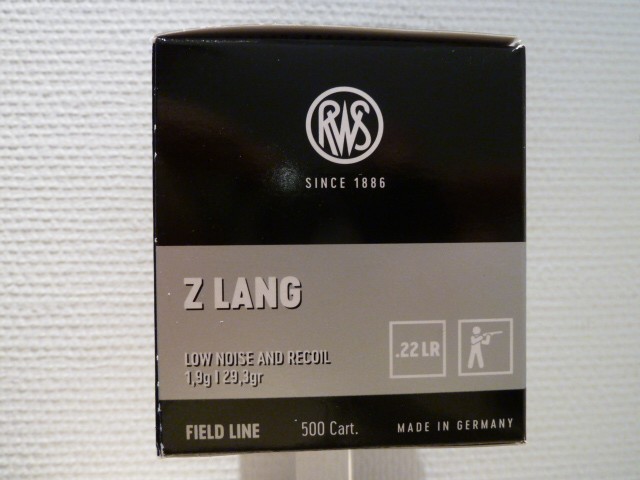 RWS
SINCE 1886
Z LANG
LOW NOISE AND RECOIL
1,9g | 29,3gr
.22 LR
FIELD LINE 500 Cart. MADE IN GERMANY